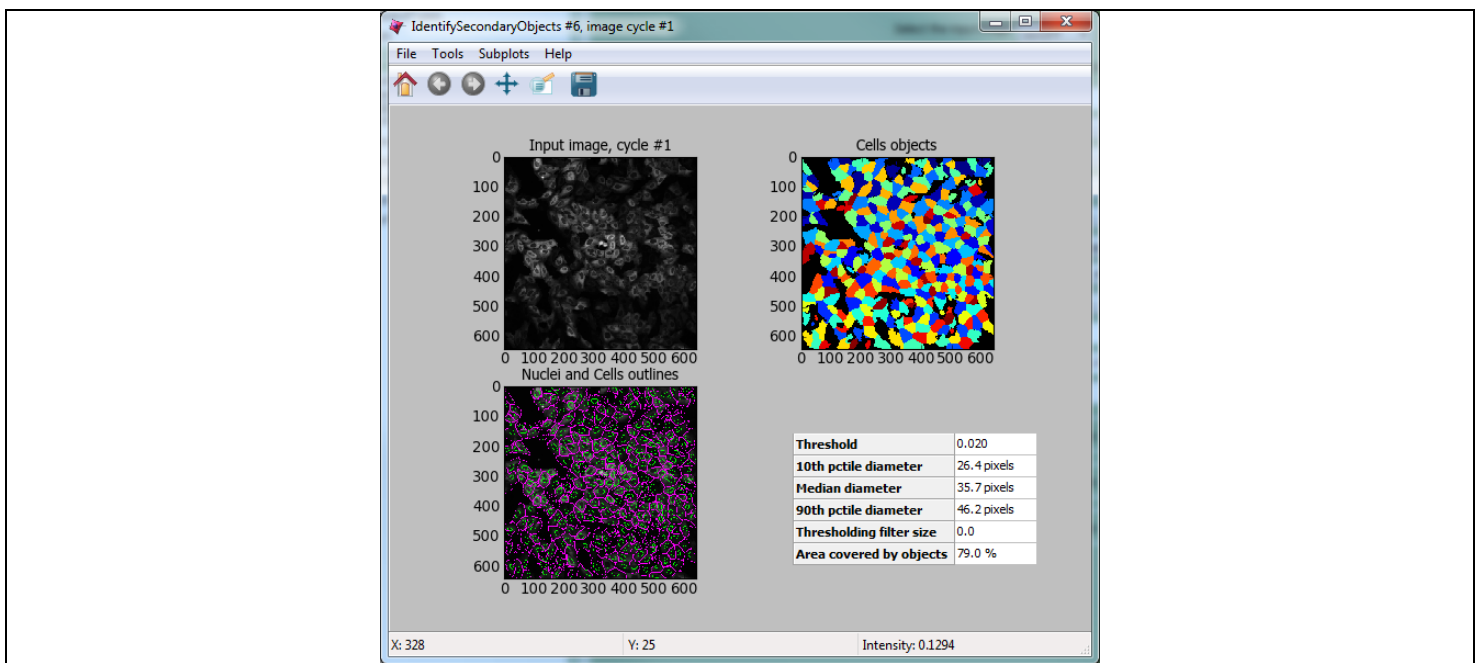 IdentifySecondaryObjects #6, image cycle #1
File Tools Subplots Help
Input image, cycle #1
0
100
200
300
400
500
600
0 100 200 300 400 500 600
Cells objects
0
100
200
300
400
500
600
0 100 200 300 400 500 600
Nuclei and Cells outlines
0
100
200
300
400
500
600
0 100 200 300 400 500 600
Threshold 0.020
10th pctile diameter 26.4 pixels
Median diameter 35.7 pixels
90th pctile diameter 46.2 pixels
Thresholding filter size 0.0
Area covered by objects 79.0 %
X: 328 Y: 25 Intensity: 0.1294